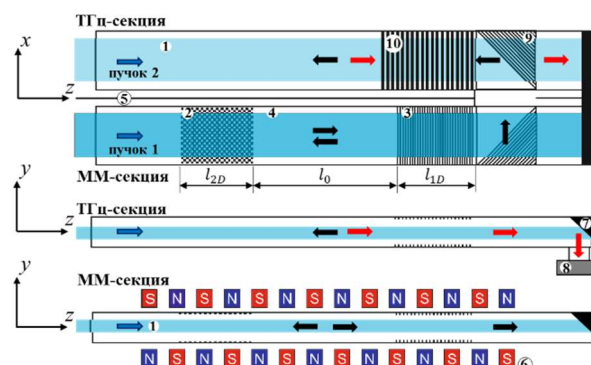 ТГц-секция
x
1
10
9
пучок 2
z
5
2
4
3
пучок 1
ММ-секция
l2D
l0
l1D
y
ТГц-секция
7
z
8
y
ММ-секция
S N S N S N S N S N S N S N
1
z
N S N S N S N S N S N S N S
6